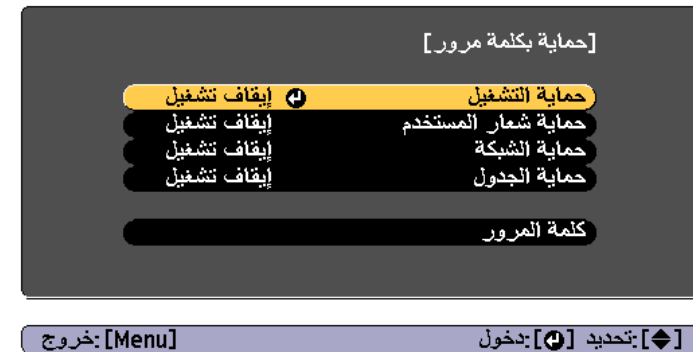 [حماية بكلمة مرور]
حماية التشغيل إيقاف تشغيل
حماية شعار المستخدم إيقاف تشغيل
حماية الشبكة إيقاف تشغيل
حماية الجدول إيقاف تشغيل
كلمة المرور
[◆]:تحديد [↵]:دخول [Menu]:خروج